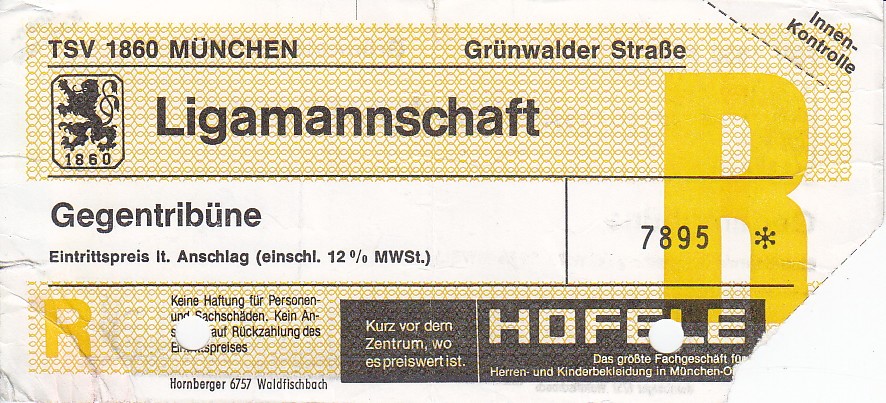 TSV 1860 MÜNCHEN Grünwalder Straße
Innen-
Kontrolle
1860
Ligamannschaft
R
Gegentribüne
Eintrittspreis lt. Anschlag (einschl. 12 % MWSt.)
7895 *
R
Keine Haftung für Personen-
und Sachschäden. Kein An-
auf Rückzahlung des
Eintrittspreises
Hornberger 6757 Waldfischbach
Kurz vor dem
Zentrum, wo
es preiswert ist.
HÖFELE
Das größte Fachgeschäft für
Herren- und Kinderbekleidung in München-O